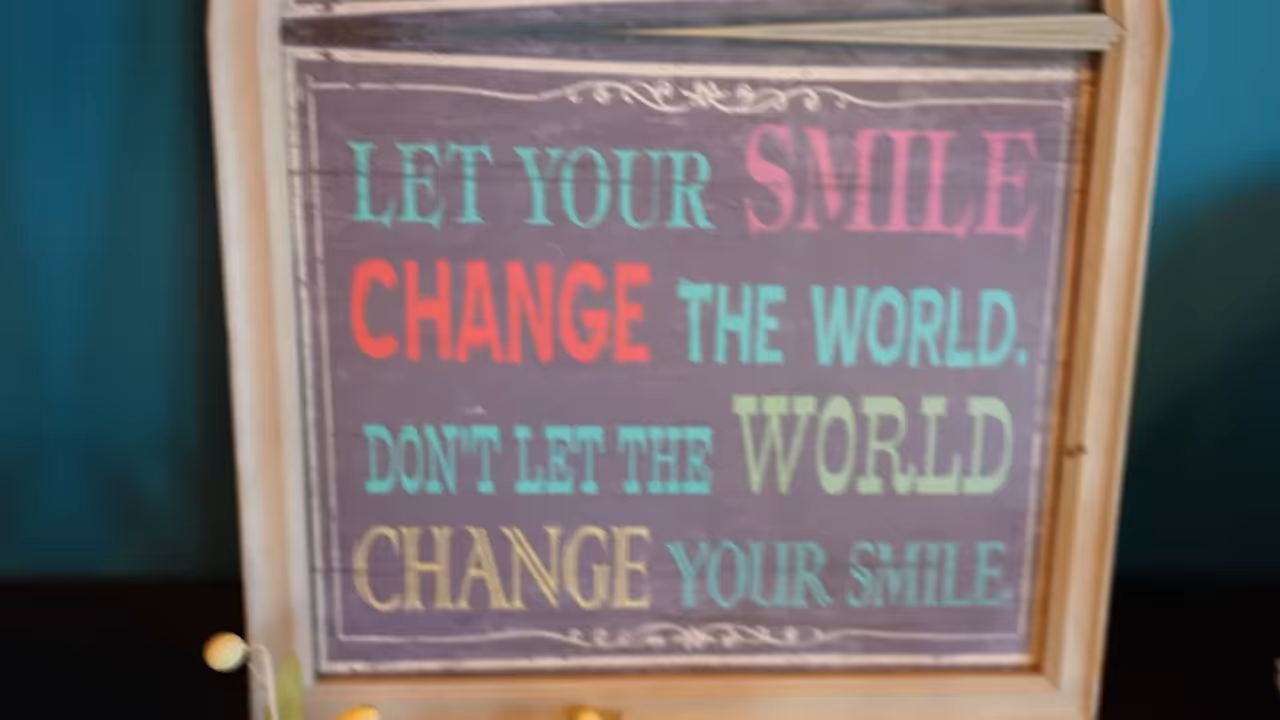 LET YOUR SMILE
CHANGE THE WORLD.
DON'T LET THE WORLD
CHANGE YOUR SMILE.